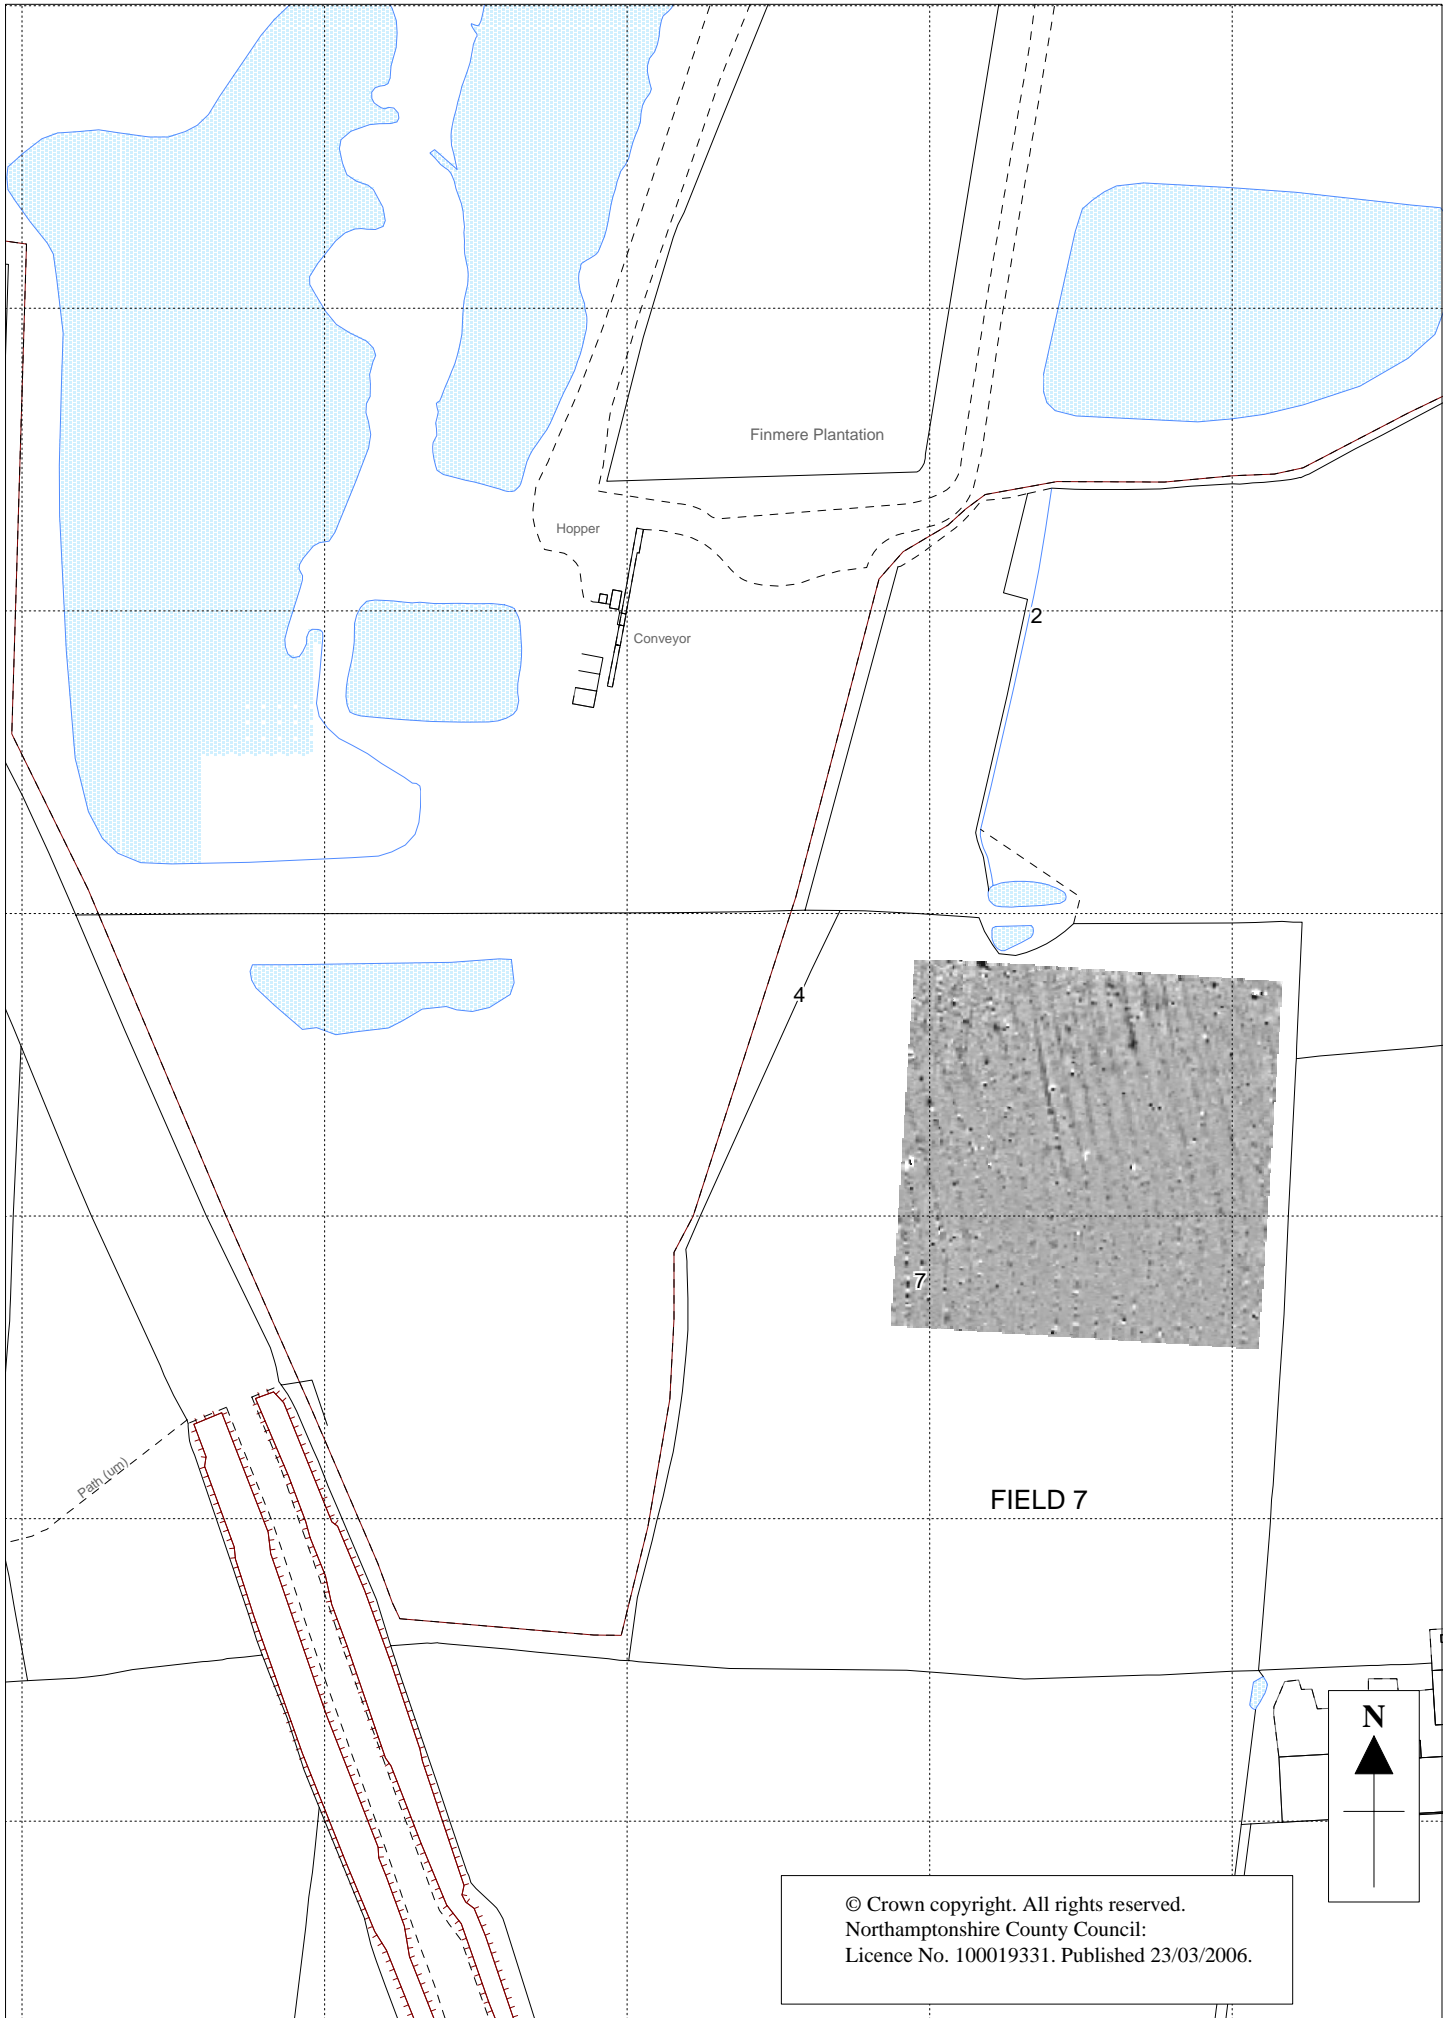 Finmere Plantation
Hopper
2
Conveyor
4
7
Path (um)
FIELD 7
N
© Crown copyright. All rights reserved.
Northamptonshire County Council:
Licence No. 100019331. Published 23/03/2006.